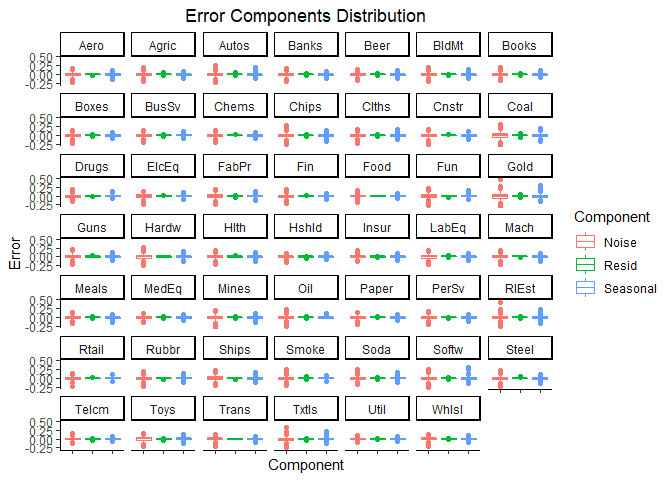 Error Components Distribution
Aero Agric Autos Banks Beer BldMt Books
0.50
0.25
0.00
-0.25
Boxes BusSv Chems Chips Clths Cnstr Coal
0.50
0.25
0.00
-0.25
Drugs ElcEq FabPr Fin Food Fun Gold
0.50
0.25
0.00
-0.25
Guns Hardw Hlth Hshld Insur LabEq Mach
0.50
0.25
0.00
-0.25
Meals MedEq Mines Oil Paper PerSv RlEst
0.50
0.25
0.00
-0.25
Rtail Rubbr Ships Smoke Soda Softw Steel
0.50
0.25
0.00
-0.25
Telcm Toys Trans Txtls Util Whlsl
0.50
0.25
0.00
-0.25
Error
Component
Component
Noise
Resid
Seasonal